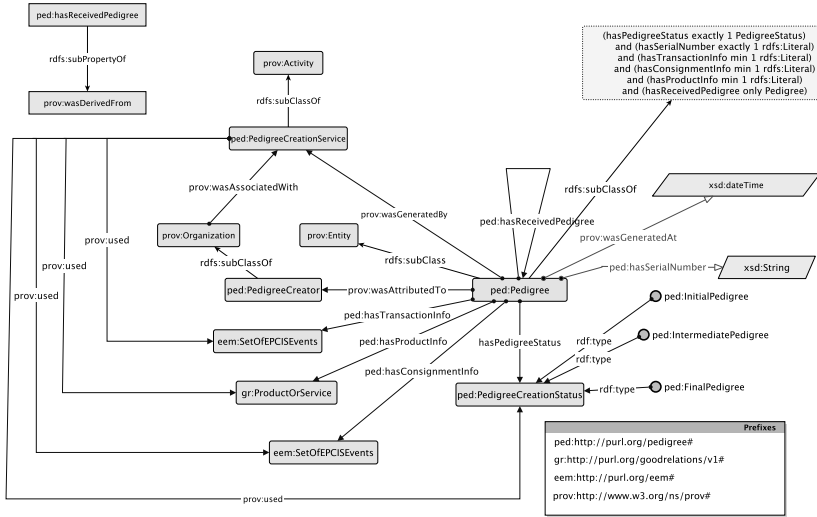 ped:hasReceivedPedigree
rdfs:subPropertyOf
prov:wasDerivedFrom
prov:Activity
rdfs:subClassOf
ped:PedigreeCreationService
(hasPedigreeStatus exactly 1 PedigreeStatus)
and (hasSerialNumber exactly 1 rdfs:Literal)
and (hasTransactionInfo min 1 rdfs:Literal)
and (hasConsignmentInfo min 1 rdfs:Literal)
and (hasProductInfo min 1 rdfs:Literal)
and (hasReceivedPedigree only Pedigree)
prov:wasAssociatedWith
prov:wasGeneratedBy
rdfs:subClassOf
xsd:dateTime
ped:hasReceivedPedigree
prov:used
prov:Organization
prov:Entity
prov:wasGeneratedAt
prov:used
rdfs:subClassOf
rdfs:subClass
ped:hasSerialNumber
xsd:String
ped:PedigreeCreator
prov:wasAttributedTo
ped:Pedigree
prov:used
ped:InitialPedigree
ped:hasTransactionInfo
eem:SetOfEPCISEvents
ped:hasProductInfo
hasPedigreeStatus
rdf:type
ped:IntermediatePedigree
rdf:type
ped:hasConsignmentInfo
gr:ProductOrService
ped:PedigreeCreationStatus
rdf:type
ped:FinalPedigree
eem:SetOfEPCISEvents
prov:used
Prefixes
ped:http://purl.org/pedigree#
gr:http://purl.org/goodrelations/v1#
eem:http://purl.org/eem#
prov:http://www.w3.org/ns/prov#